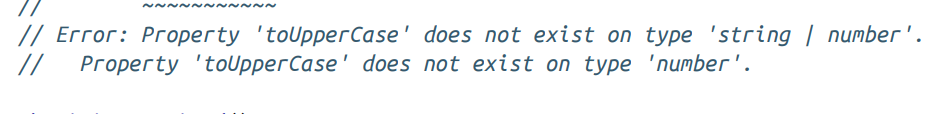 //        ~~~~~~~~~~~
// Error: Property 'toUpperCase' does not exist on type 'string | number'.
//   Property 'toUpperCase' does not exist on type 'number'.